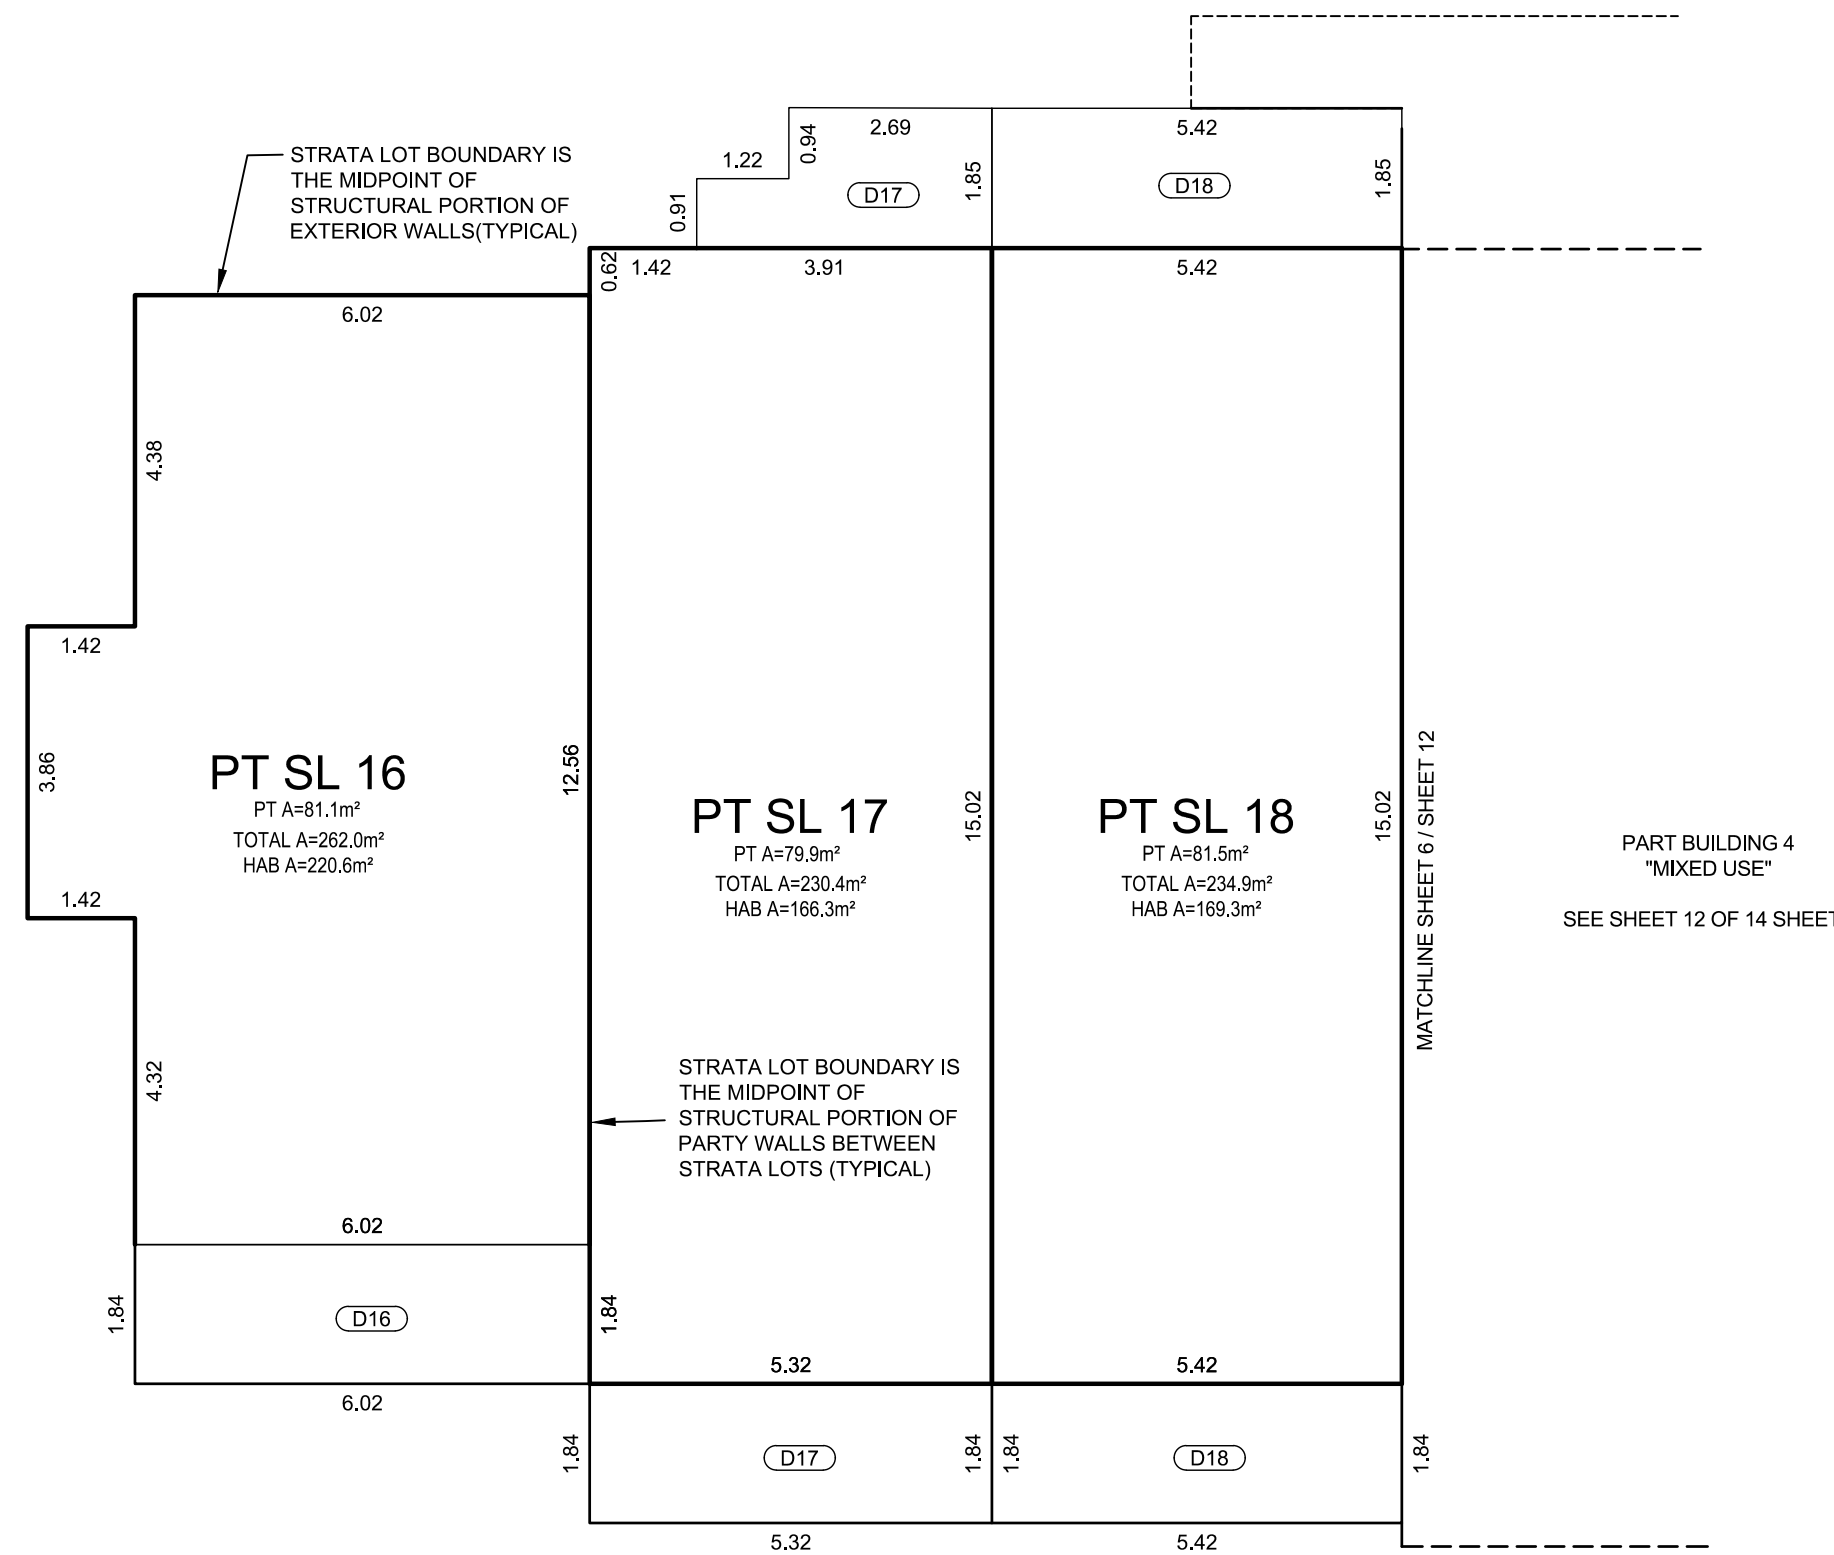 2.69
5.42
0.94
1.22
1.85
D17
D18
1.85
0.91
STRATA LOT BOUNDARY IS
THE MIDPOINT OF
STRUCTURAL PORTION OF
EXTERIOR WALLS(TYPICAL)
0.62
1.42
3.91
5.42
6.02
4.38
1.42
3.86
1.42
4.32
12.56
PT SL 16
PT A=81.1m²
TOTAL A=262.0m²
HAB A=220.6m²
PT SL 17
PT A=79.9m²
TOTAL A=230.4m²
HAB A=166.3m²
15.02
PT SL 18
PT A=81.5m²
TOTAL A=234.9m²
HAB A=169.3m²
15.02
MATCHLINE SHEET 6 / SHEET 12
PART BUILDING 4
"MIXED USE"
SEE SHEET 12 OF 14 SHEET
STRATA LOT BOUNDARY IS
THE MIDPOINT OF
STRUCTURAL PORTION OF
PARTY WALLS BETWEEN
STRATA LOTS (TYPICAL)
6.02
1.84
D16
1.84
5.32
5.42
6.02
1.84
D17
1.84
1.84
D18
1.84
5.32
5.42